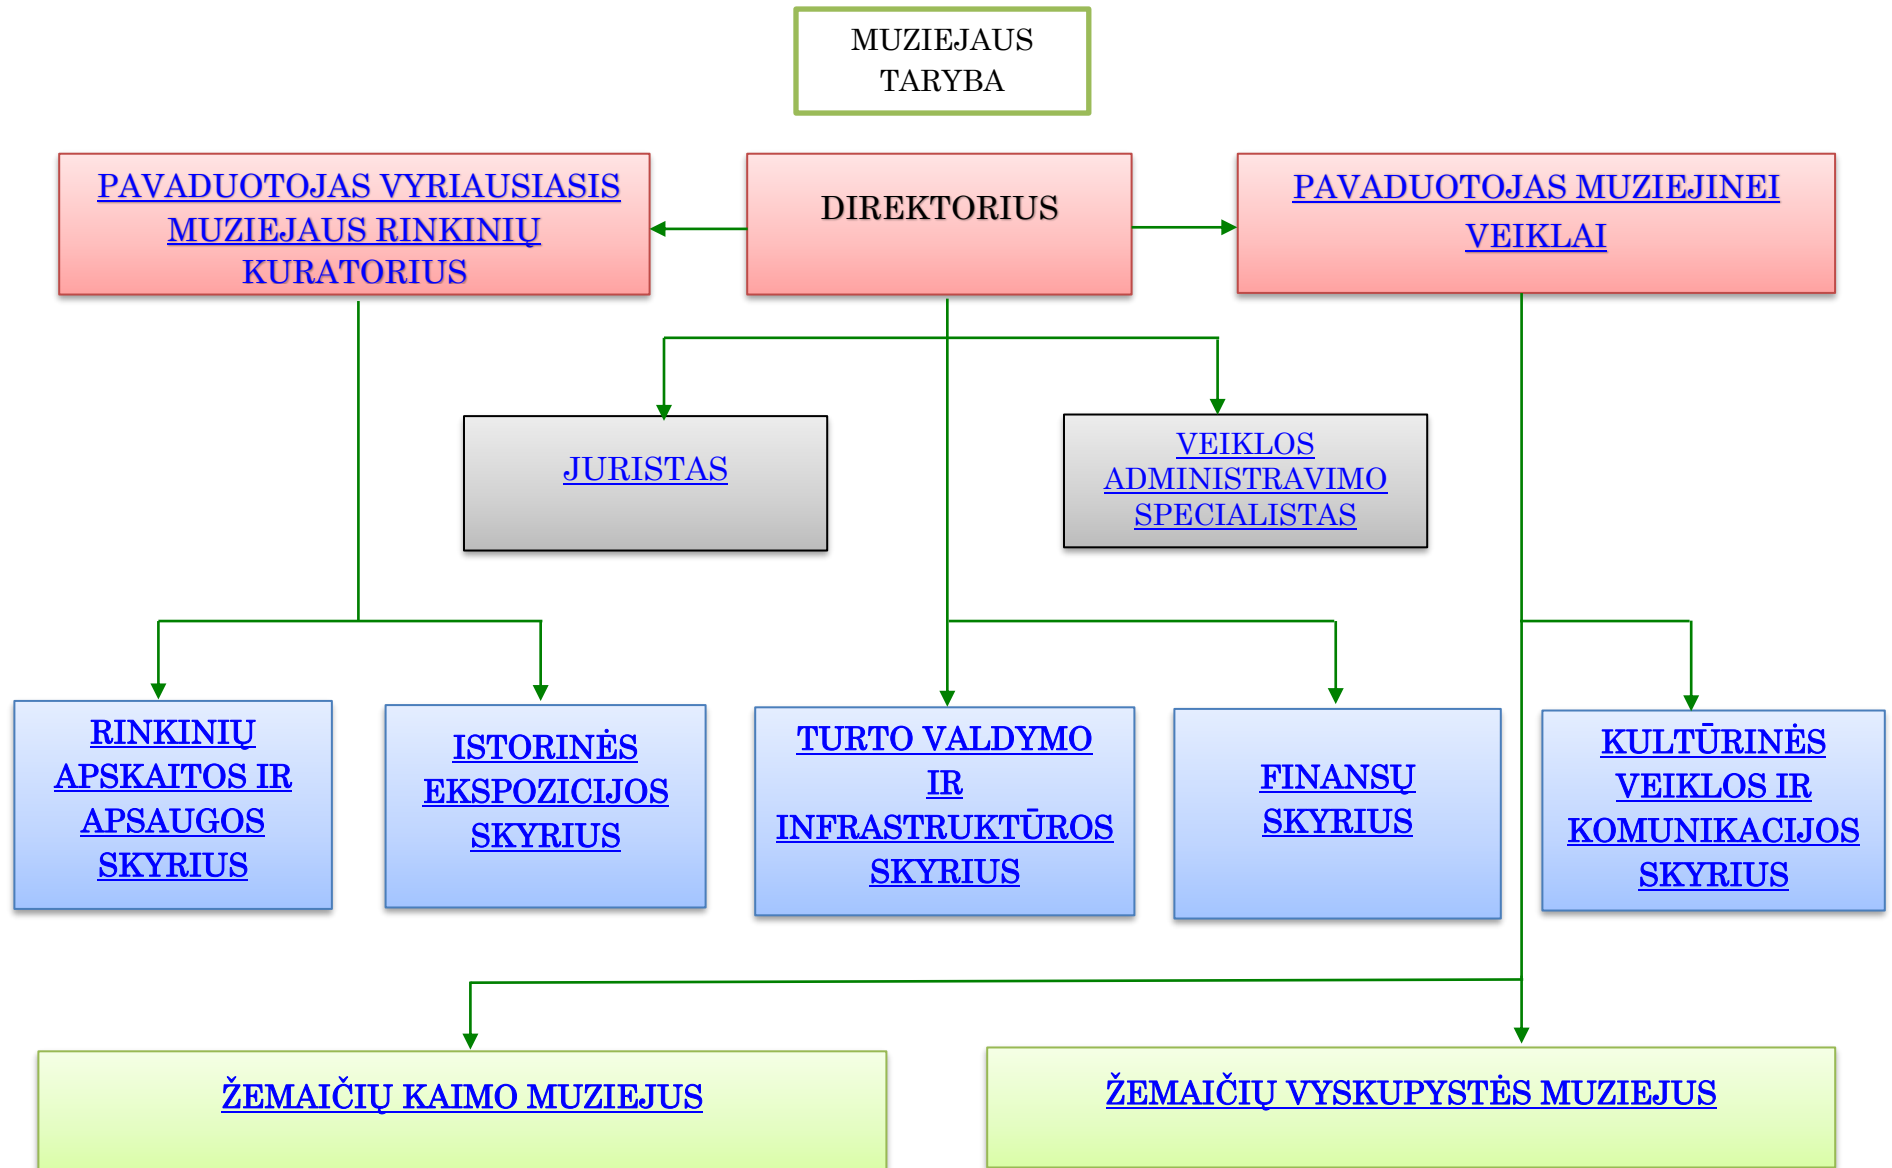 MUZIEJAUS
TARYBA
PAVADUOTOJAS VYRIAUSIASIS
MUZIEJAUS RINKINIŲ
KURATORIUS
DIREKTORIUS
PAVADUOTOJAS MUZIEJINEI
VEIKLAI
JURISTAS
VEIKLOS
ADMINISTRAVIMO
SPECIALISTAS
RINKINIŲ
APSKAITOS IR
APSAUGOS
SKYRIUS
ISTORINĖS
EKSPOZICIJOS
SKYRIUS
TURTO VALDYMO
IR
INFRASTRUKTŪROS
SKYRIUS
FINANSŲ
SKYRIUS
KULTŪRINĖS
VEIKLOS IR
KOMUNIKACIJOS
SKYRIUS
ŽEMAIČIŲ KAIMO MUZIEJUS
ŽEMAIČIŲ VYSKUPYSTĖS MUZIEJUS